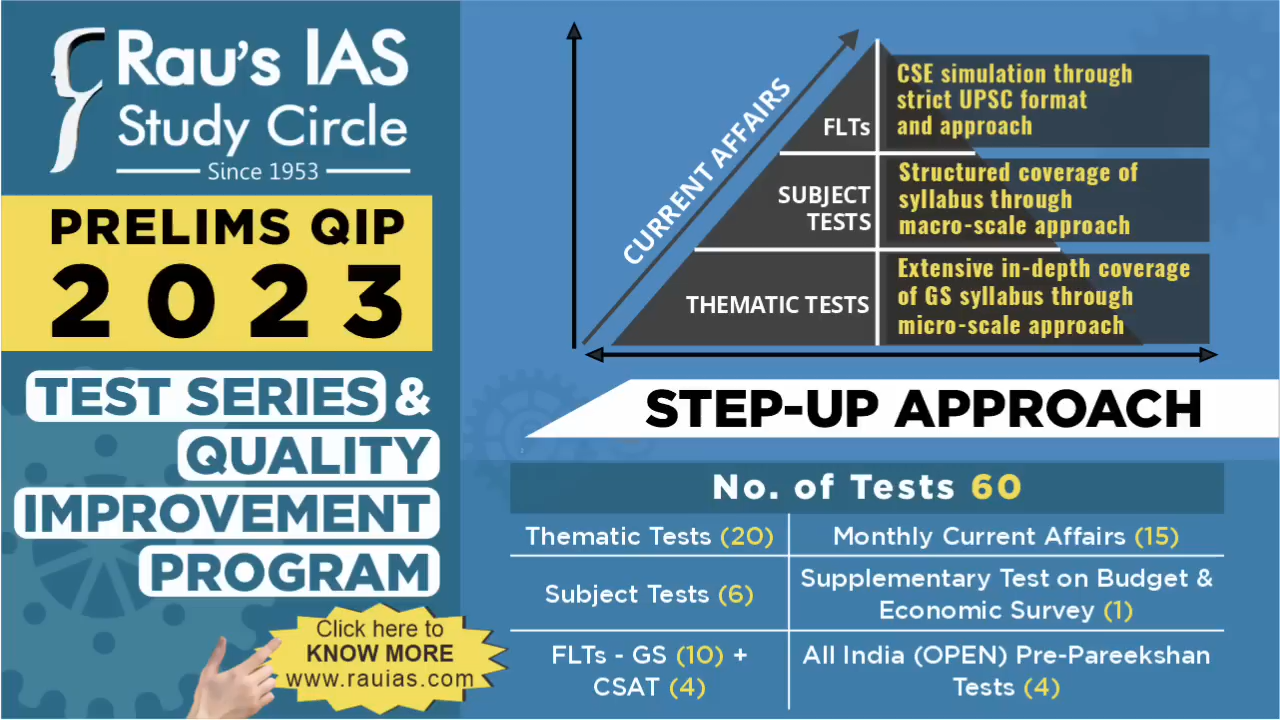 Rau's IAS
Study Circle
Since 1953
PRELIMS QIP
2023
TEST SERIES &
QUALITY
IMPROVEMENT
PROGRAM
Click here to
KNOW MORE
www.rauias.com
CURRENT AFFAIRS
FLTs
CSE simulation through
strict UPSC format
and approach
SUBJECT
TESTS
Structured coverage of
syllabus through
macro-scale approach
THEMATIC TESTS
Extensive in-depth coverage
of GS syllabus through
micro-scale approach
STEP-UP APPROACH
No. of Tests 60
Thematic Tests (20)
Monthly Current Affairs (15)
Subject Tests (6)
Supplementary Test on Budget &
Economic Survey (1)
FLTs - GS (10) +
CSAT (4)
All India (OPEN) Pre-Pareekshan
Tests (4)